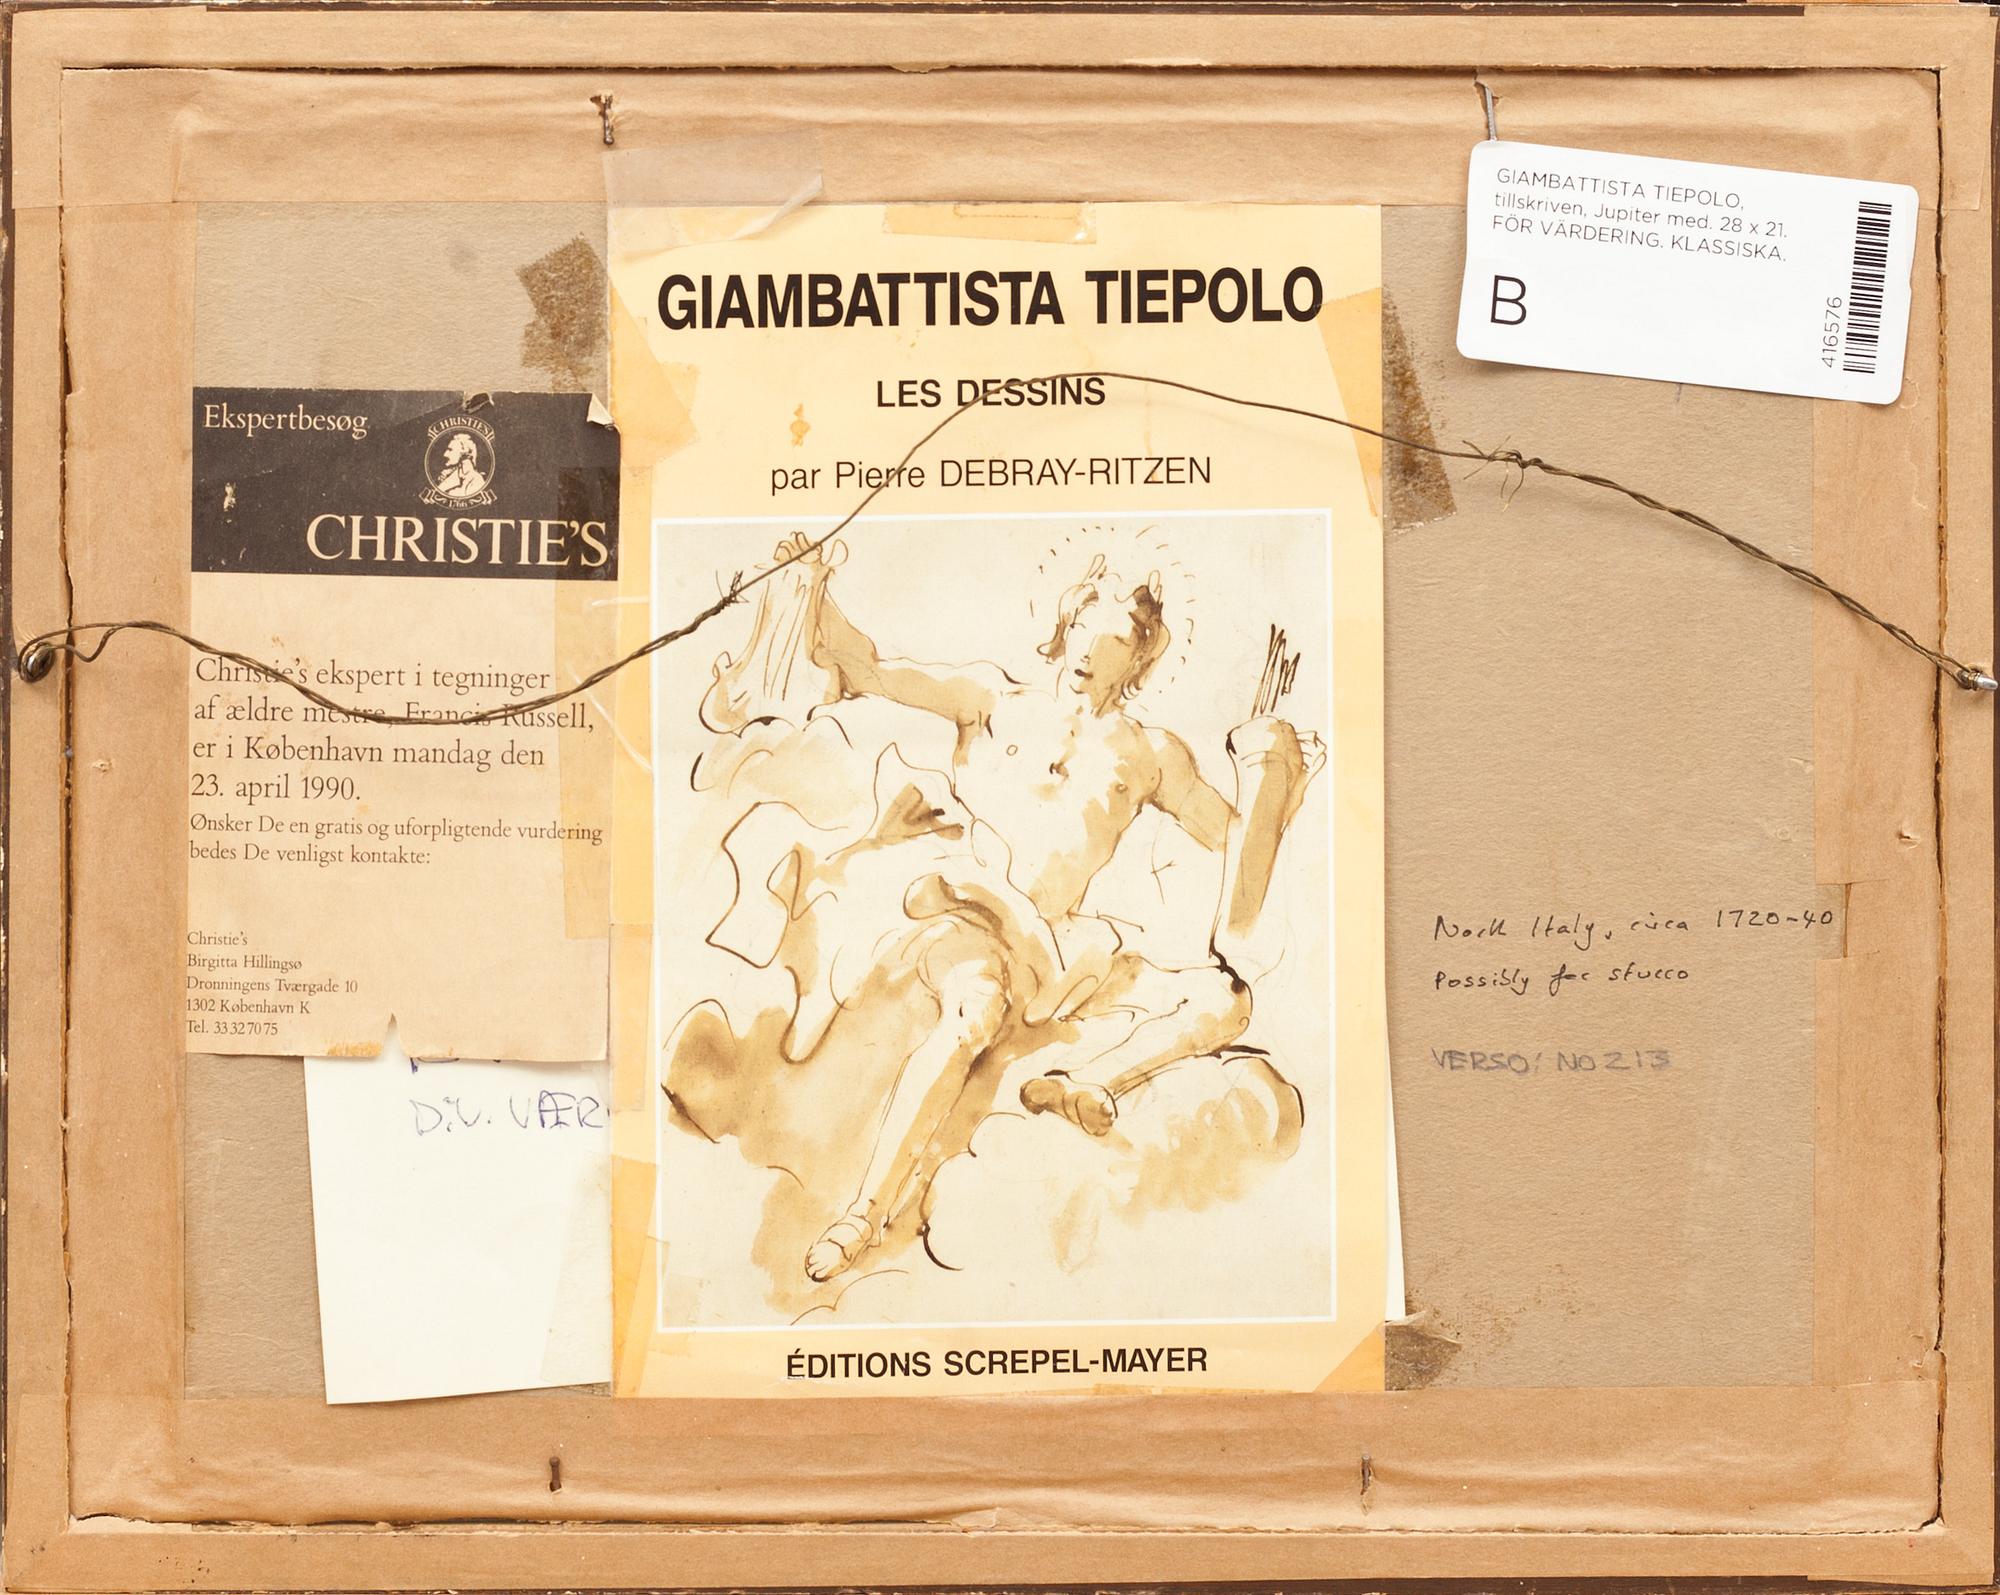 GIAMBATTISTA TIEPOLO,
tillskriven, Jupiter med. 28 x 21.
FÖR VÄRDERING. KLASSISKA.
B
416576
GIAMBATTISTA TIEPOLO
LES DESSINS
par Pierre DEBRAY-RITZEN
ÉDITIONS SCREPEL-MAYER
Ekspertbesøg
CHRISTIE'S
1766
CHRISTIE'S
Christie's ekspert i tegninger
af ældre mestre, Francis Russell,
er i København mandag den
23. april 1990.
Ønsker De en gratis og uforpligtende vurdering
bedes De venligst kontakte:
Christie's
Birgitta Hillingsø
Dronningens Tværgade 10
1302 København K
Tel. 33 32 70 75
DIV. VÆR
North Italy, circa 1720-40
Possibly for stucco
VERSO: NO 213